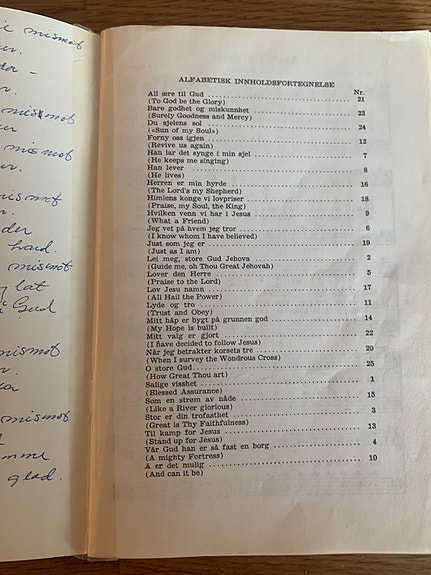 mismot
mismot
mismot
mismot
haud.
mismot
lat
Gud
mismot
mismot
glad.
ALFABETISK INNHOLDSFORTEGNELSE
Nr.
All ære til Gud ........ 21
(To God be the Glory)
Bare godhet og miskunnhet ........ 23
(Surely Goodness and Mercy)
Du sjelens sol ........ 24
(«Sun of my Soul»)
Forny oss igjen ........ 12
(Revive us again)
Han lar det synge i min sjel ........ 7
(He keeps me singing)
Han lever ........ 8
(He lives)
Herren er min hyrde ........ 16
(The Lord's my Shepherd)
Himlens konge vi lovpriser ........ 18
(Praise, my Soul, the King)
Hvilken venn vi har i Jesus ........ 9
(What a Friend)
Jeg vet på hvem jeg tror ........ 6
(I know whom I have believed)
Just som jeg er ........ 19
(Just as I am)
Lei meg, store Gud Jehova ........ 2
(Guide me, oh Thou Great Jehovah)
Lover den Herre ........ 5
(Praise to the Lord)
Lov Jesu namn ........ 17
(All Hail the Power)
Lyde og tro ........ 11
(Trust and Obey)
Mitt håp er bygt på grunnen god ........ 14
(My Hope is built)
Mitt valg er gjort ........ 22
(I have decided to follow Jesus)
Når jeg betrakter korsets tre ........ 20
(When I survey the Wondrous Cross)
O store Gud ........ 25
(How Great Thou art)
Salige visshet ........ 1
(Blessed Assurance)
Som en strøm av nåde ........ 15
(Like a River glorious)
Stor er din trofasthet ........ 3
(Great is Thy Faithfulness)
Til kamp for Jesus ........ 13
(Stand up for Jesus)
Vår Gud han er så fast en borg ........ 4
(A mighty Fortress)
Å er det mulig ........ 10
(And can it be)